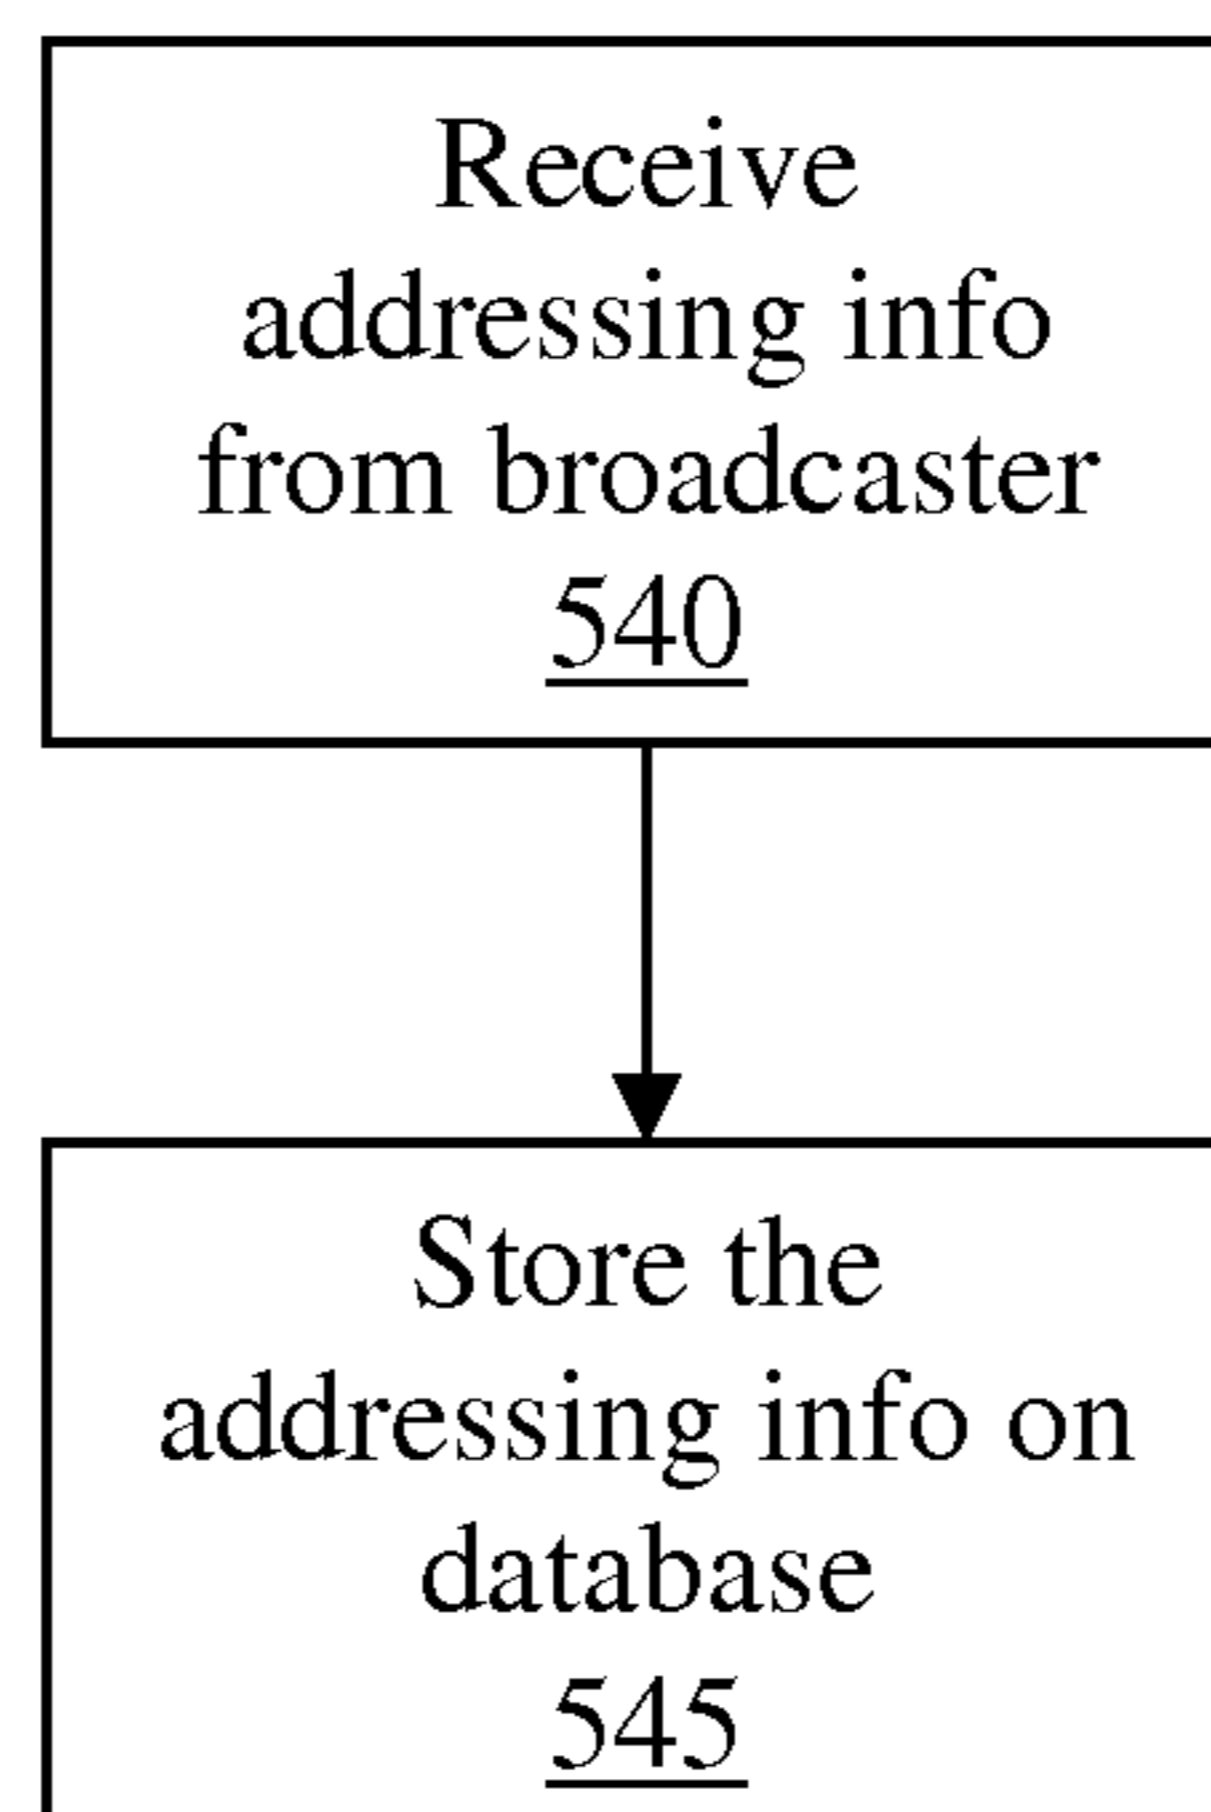 Receive
addressing info
from broadcaster
540
Store the
addressing info on
database
545